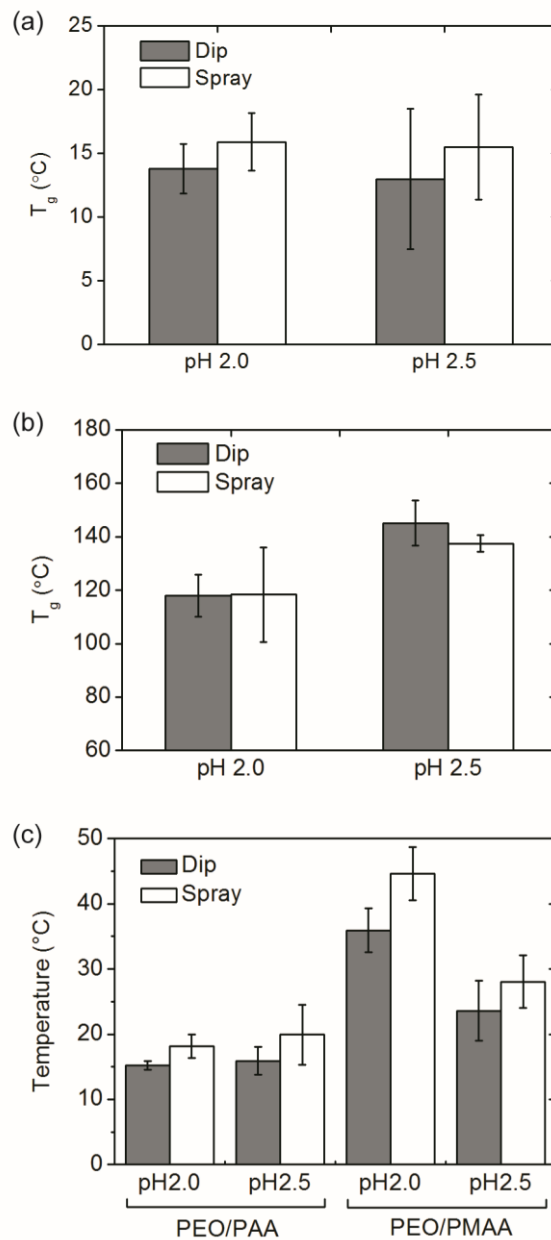 (a)
Dip
Spray
25
20
15
10
5
0
T_g (°C)
pH 2.0 pH 2.5
(b)
Dip
Spray
180
160
140
120
100
80
60
T_g (°C)
pH 2.0 pH 2.5
(c)
Dip
Spray
50
40
30
20
10
0
Temperature (°C)
pH2.0 pH2.5 pH2.0 pH2.5
PEO/PAA PEO/PMAA